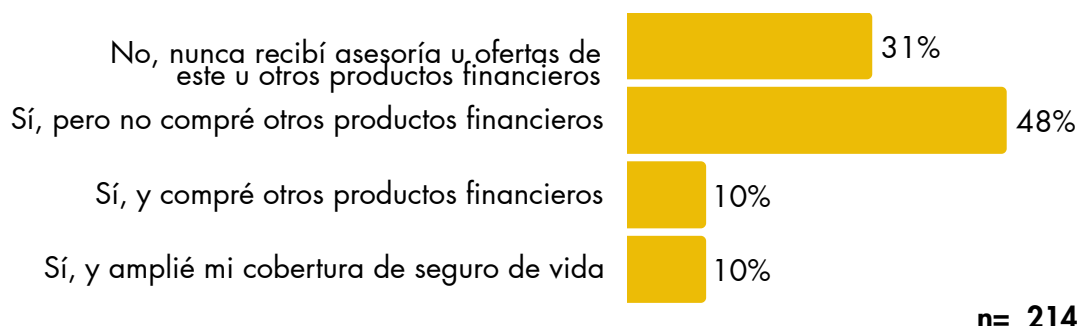 No, nunca recibí asesoría u ofertas de
este u otros productos financieros
31%
Sí, pero no compré otros productos financieros
48%
Sí, y compré otros productos financieros
10%
Sí, y amplié mi cobertura de seguro de vida
10%
n= 214